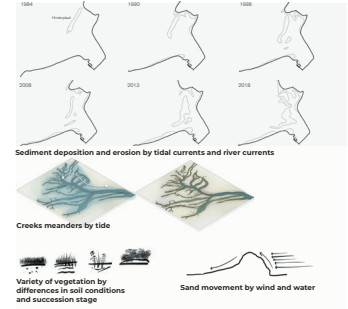 1984
1990
1998
Hinderplaat
2008
2013
2018
Sediment deposition and erosion by tidal currents and river currents
Creeks meanders by tide
Variety of vegetation by
differences in soil conditions
and succession stage
Sand movement by wind and water